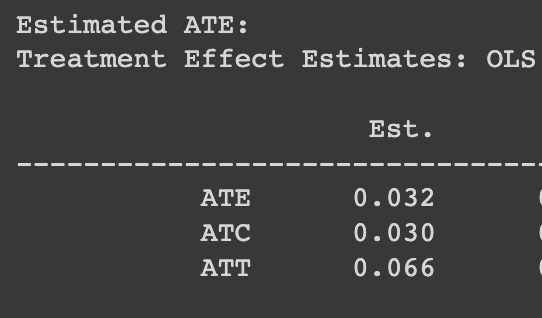 Estimated ATE:
Treatment Effect Estimates: OLS
Est.
--------------------------------
ATE 0.032
ATC 0.030
ATT 0.066